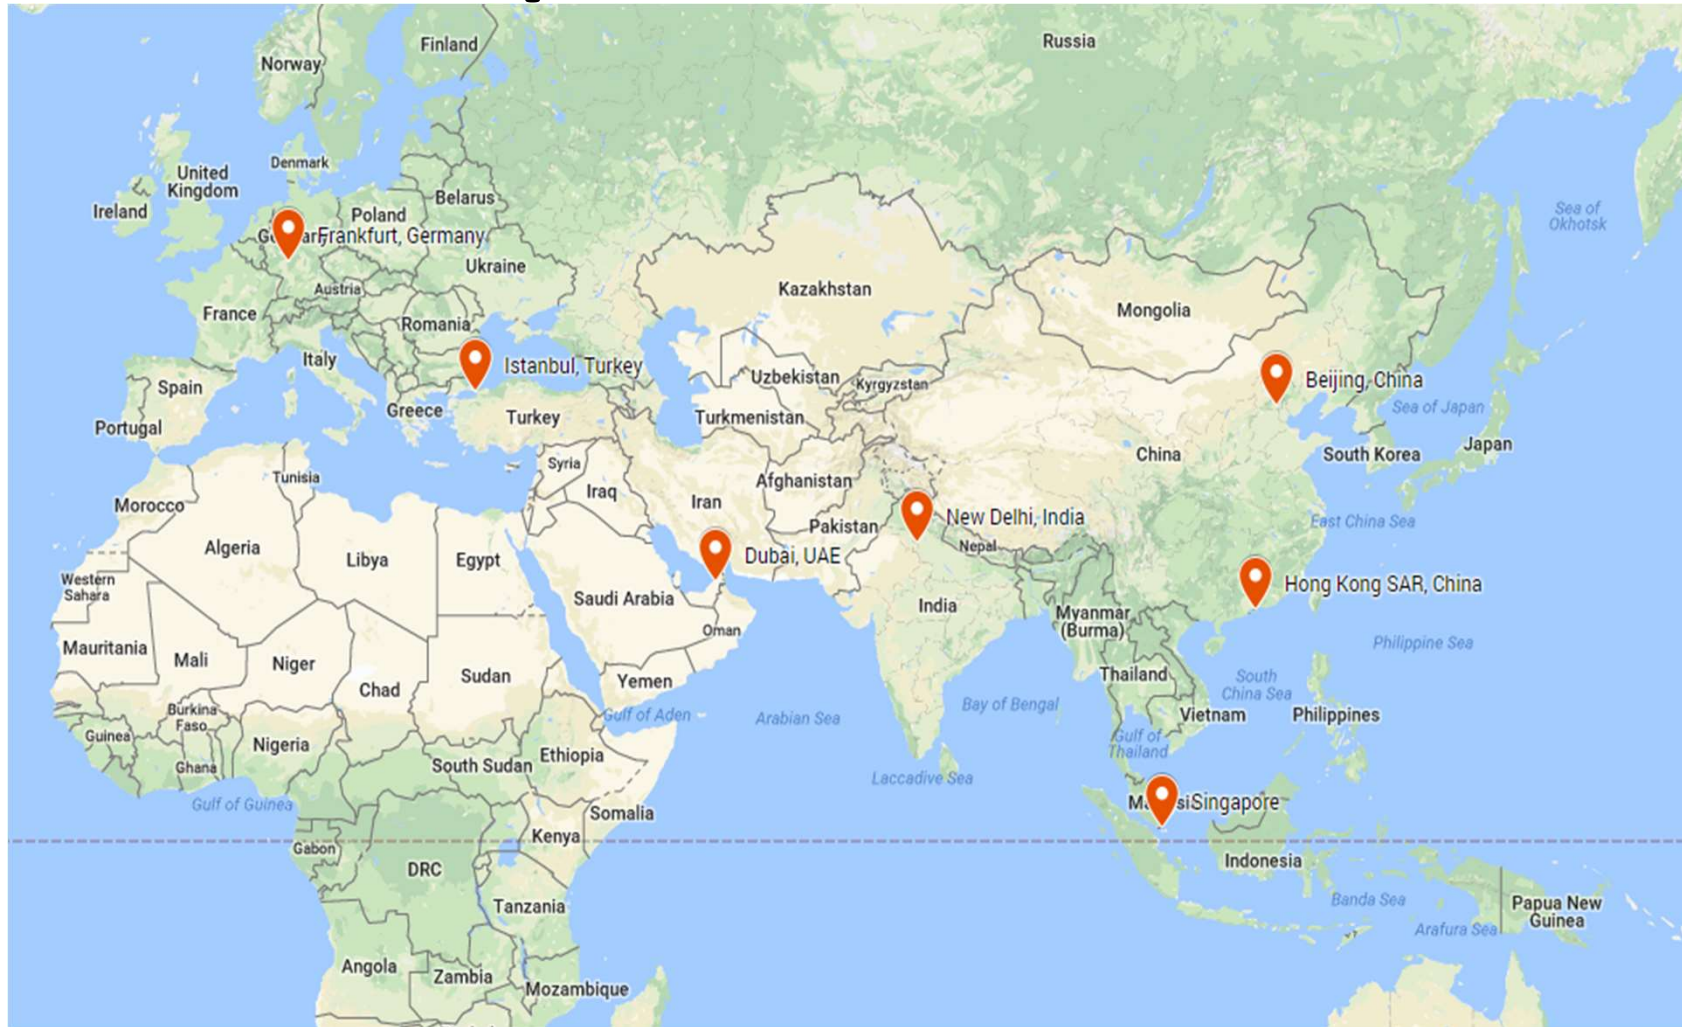 Finland
Russia
Norway
Denmark
United
Kingdom
Ireland
Belarus
Poland
Sea of
Okhotsk
Frankfurt, Germany
Ukraine
Austria
Kazakhstan
Mongolia
France
Romania
Italy
Istanbul, Turkey
Uzbekistan
Kyrgyzstan
Beijing, China
Spain
Greece
Turkey
Turkmenistan
Sea of Japan
Portugal
Japan
China
South Korea
Syria
Tunisia
Afghanistan
Iraq
Iran
Morocco
New Delhi, India
Pakistan
East China Sea
Nepal
Algeria
Libya
Egypt
Dubai, UAE
Western
Sahara
Hong Kong SAR, China
Saudi Arabia
India
Myanmar
(Burma)
Oman
Mauritania
Mali
Niger
Philippine Sea
Sudan
Yemen
Thailand
South
China Sea
Chad
Burkina
Faso
Gulf of Aden
Arabian Sea
Bay of Bengal
Vietnam
Philippines
Guinea
Nigeria
Gulf of
Thailand
Ethiopia
South Sudan
Ghana
Laccadive Sea
Gulf of Guinea
Singapore
Somalia
Kenya
Gabon
DRC
Indonesia
Tanzania
Banda Sea
Papua New
Guinea
Arafura Sea
Angola
Zambia
Mozambique